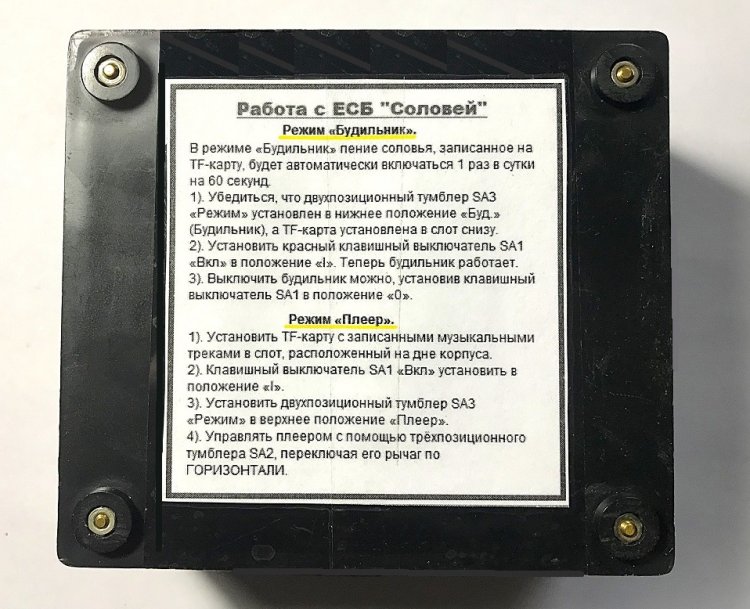 Работа с ЕСБ "Соловей"
Режим «Будильник».
В режиме «Будильник» пение соловья, записанное на
TF-карту, будет автоматически включаться 1 раз в сутки
на 60 секунд.
1). Убедиться, что двухпозиционный тумблер SA3
«Режим» установлен в нижнее положение «Буд.»
(Будильник), а TF-карта установлена в слот снизу.
2). Установить красный клавишный выключатель SA1
«Вкл» в положение «I». Теперь будильник работает.
3). Выключить будильник можно, установив клавишный
выключатель SA1 в положение «0».
Режим «Плеер».
1). Установить TF-карту с записанными музыкальными
треками в слот, расположенный на дне корпуса.
2). Клавишный выключатель SA1 «Вкл» установить в
положение «I».
3). Установить двухпозиционный тумблер SA3
«Режим» в верхнее положение «Плеер».
4). Управлять плеером с помощью трёхпозиционного
тумблера SA2, переключая его рычаг по
ГОРИЗОНТАЛИ.